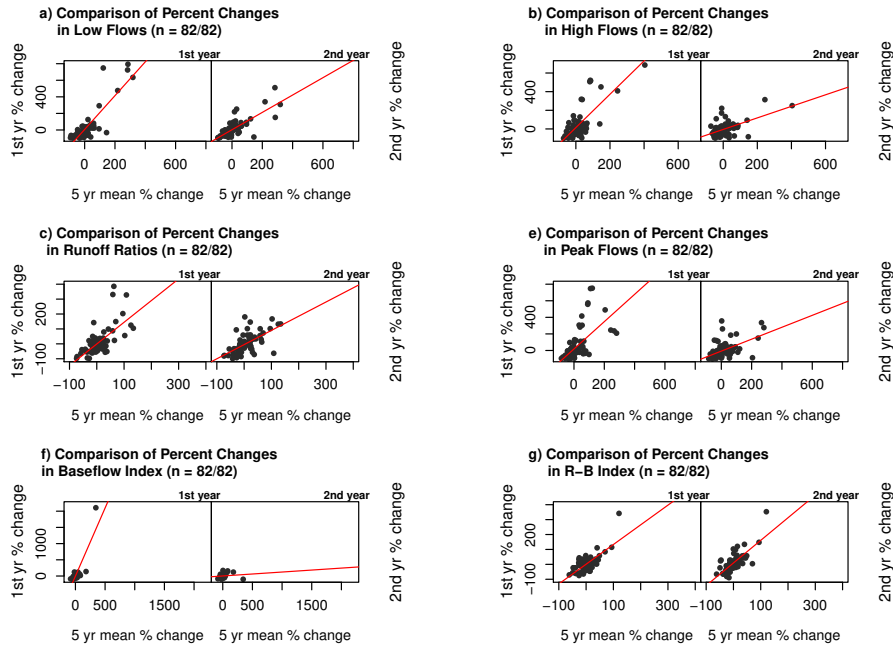 a) Comparison of Percent Changes
in Low Flows (n = 82/82)
1st year
2nd year
1st yr % change
2nd yr % change
0 400
0 200 600
0 200 600
5 yr mean % change
5 yr mean % change
b) Comparison of Percent Changes
in High Flows (n = 82/82)
1st year
2nd year
1st yr % change
2nd yr % change
0 400
0 200 600
0 200 600
5 yr mean % change
5 yr mean % change
c) Comparison of Percent Changes
in Runoff Ratios (n = 82/82)
1st year
2nd year
1st yr % change
2nd yr % change
−100 200
−100 100 300
−100 0 200 400
5 yr mean % change
5 yr mean % change
e) Comparison of Percent Changes
in Peak Flows (n = 82/82)
1st year
2nd year
1st yr % change
2nd yr % change
0 400
0 200 600
0 200 600
5 yr mean % change
5 yr mean % change
f) Comparison of Percent Changes
in Baseflow Index (n = 82/82)
1st year
2nd year
1st yr % change
2nd yr % change
0 1000
0 500 1500
0 500 1500
5 yr mean % change
5 yr mean % change
g) Comparison of Percent Changes
in R−B Index (n = 82/82)
1st year
2nd year
1st yr % change
2nd yr % change
−100 200
−100 100 300
−100 0 200 400
5 yr mean % change
5 yr mean % change